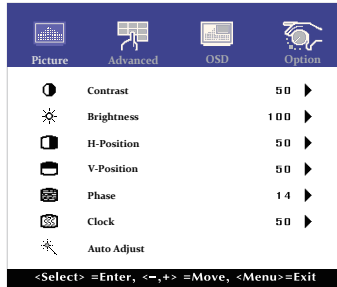 Picture Advanced OSD Option
Contrast 50
Brightness 100
H-Position 50
V-Position 50
Phase 14
Clock 50
Auto Adjust
<Select> =Enter, <–,+> =Move, <Menu>=Exit